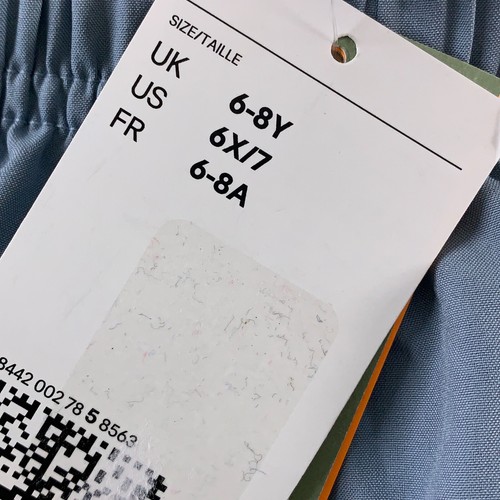 SIZE/TAILLE
UK 6-8Y
US 6X/7
FR 6-8A
8442 002 78 5 8563